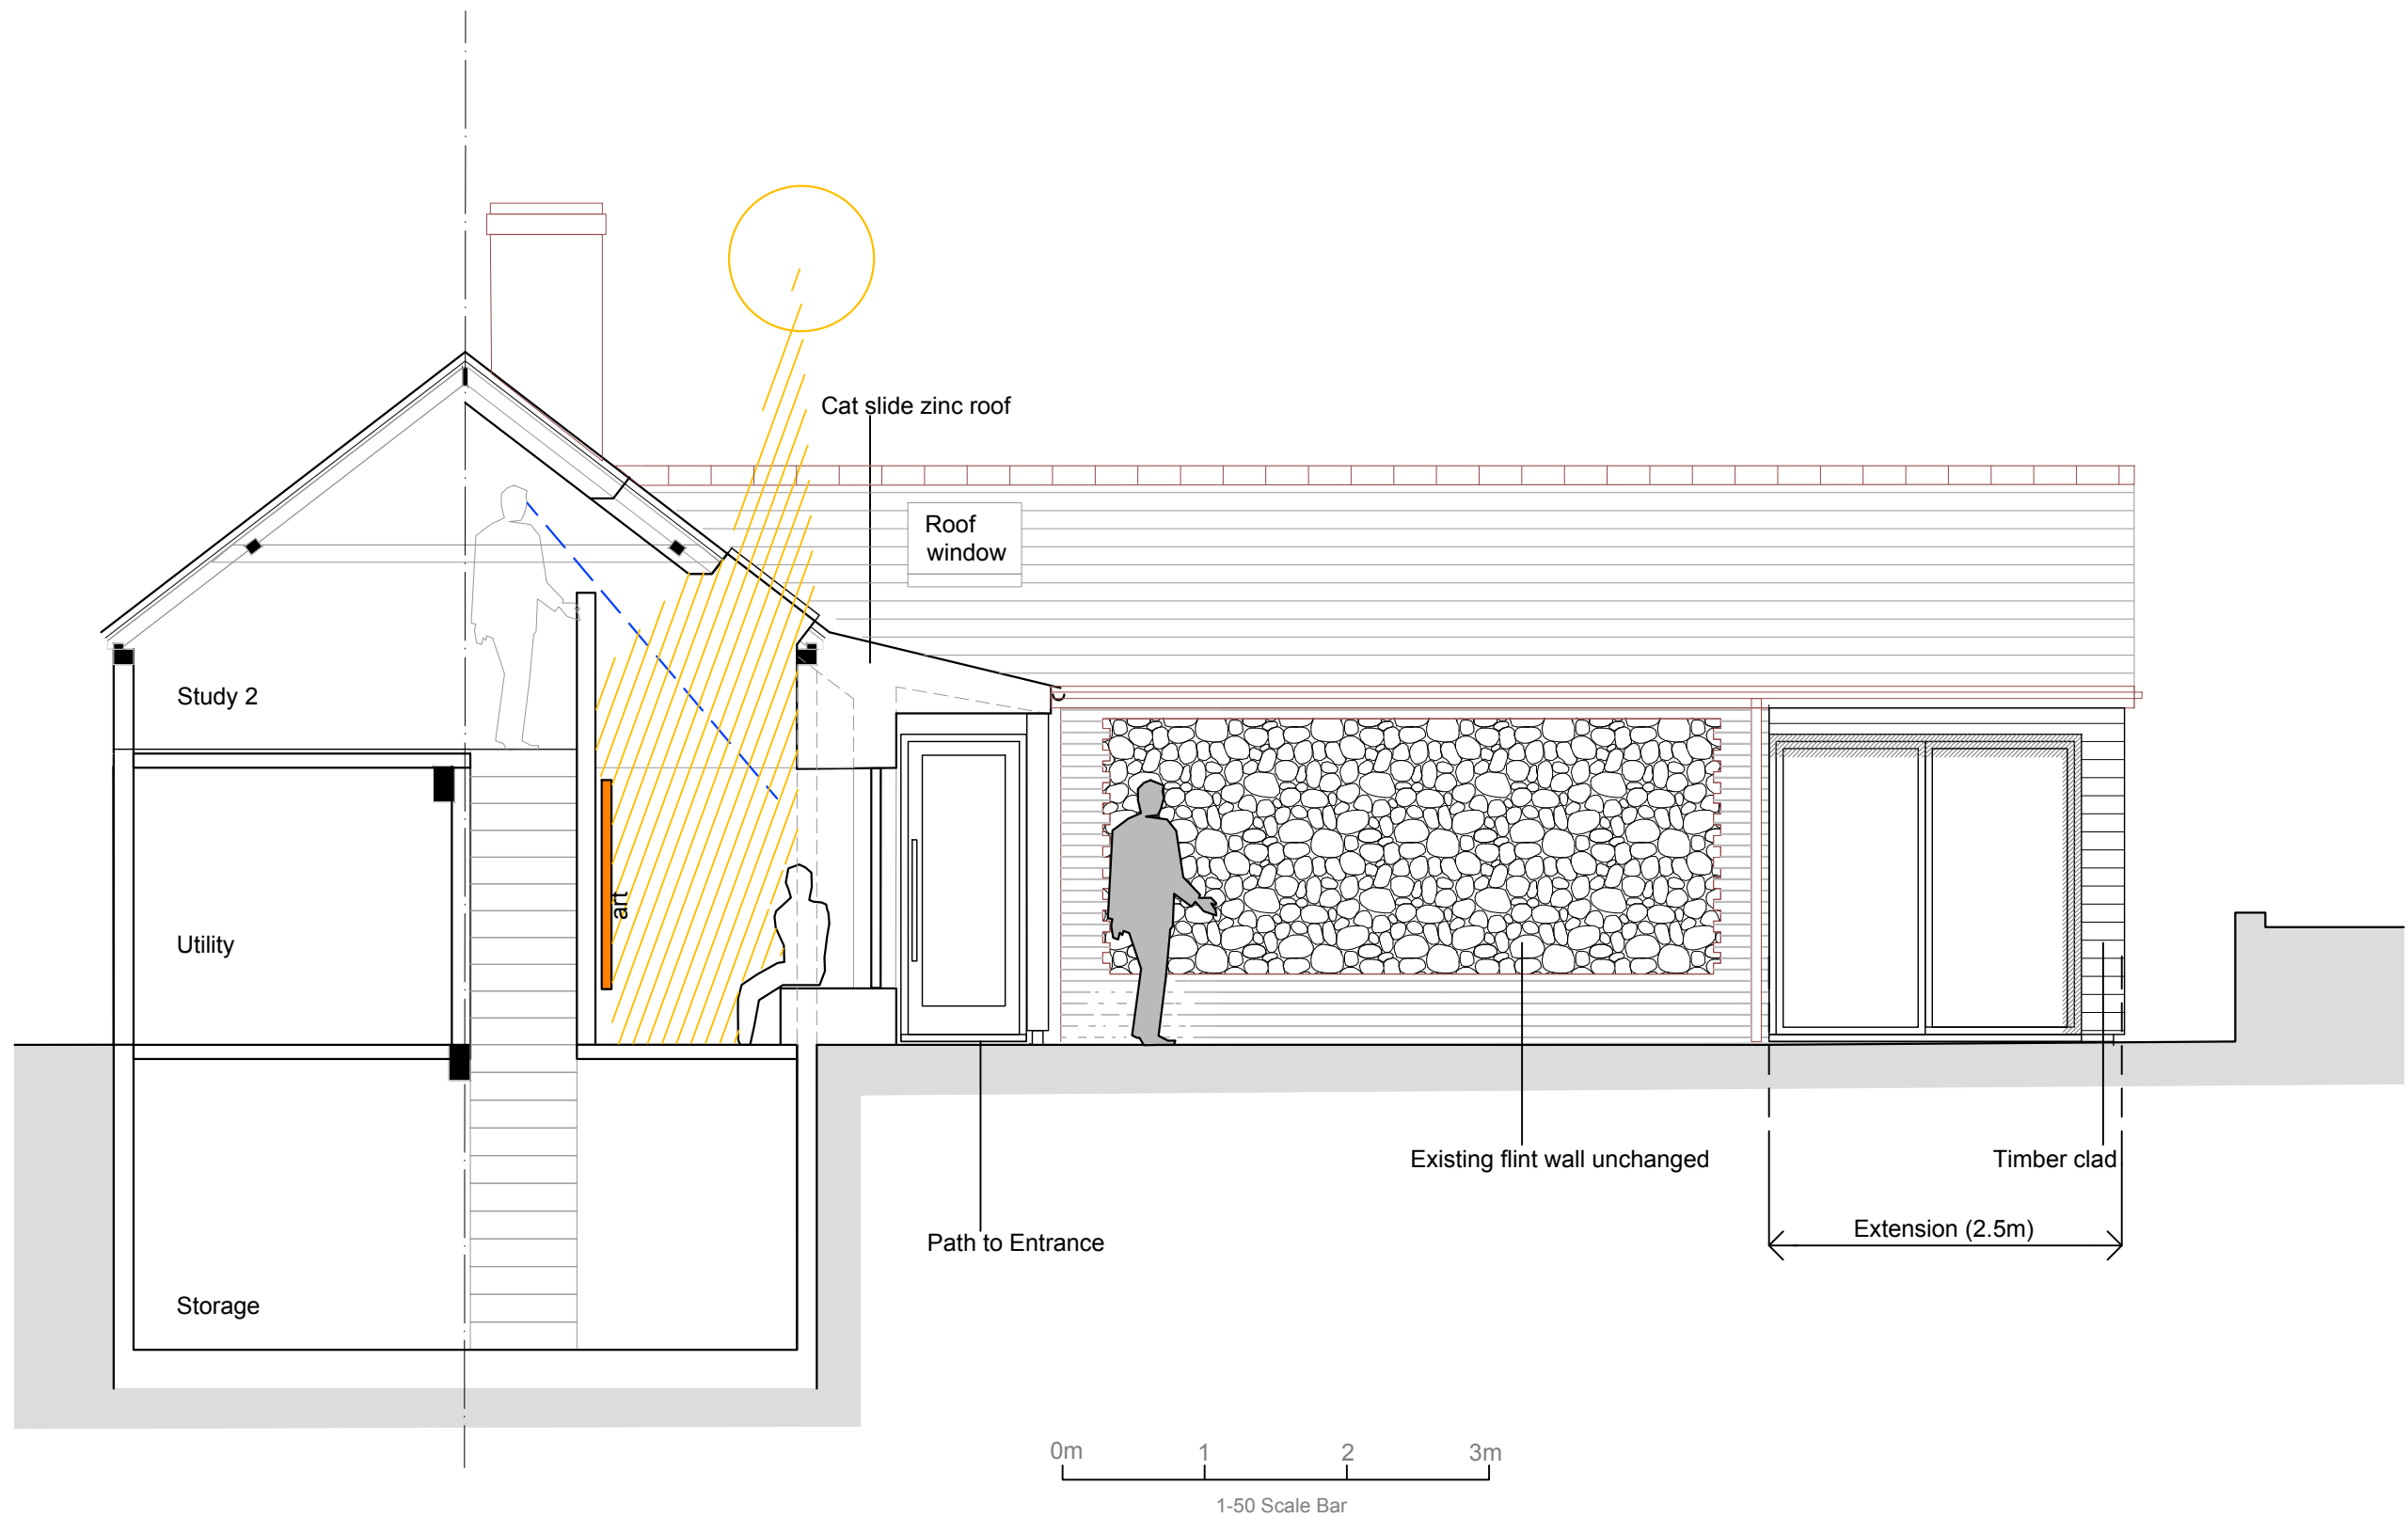 Cat slide zinc roof
Roof
window
Study 2
art
Utility
Existing flint wall unchanged
Timber clad
Extension (2.5m)
Path to Entrance
Storage
0m 1 2 3m
1-50 Scale Bar